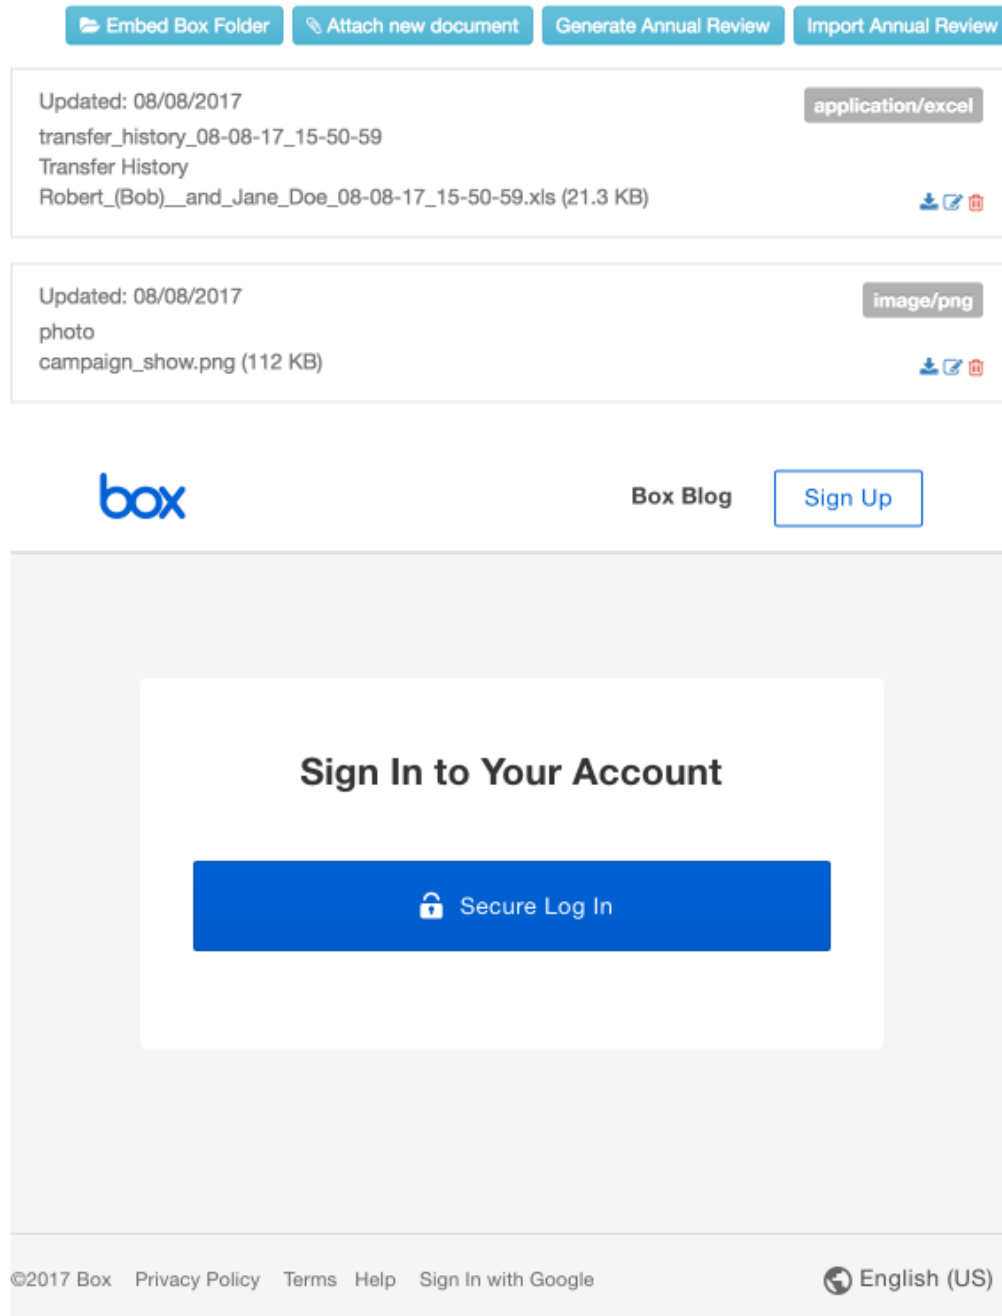 Embed Box Folder Attach new document Generate Annual Review Import Annual Review
Updated: 08/08/2017 application/excel
transfer_history_08-08-17_15-50-59
Transfer History
Robert_(Bob)__and_Jane_Doe_08-08-17_15-50-59.xls (21.3 KB)
Updated: 08/08/2017 image/png
photo
campaign_show.png (112 KB)
box Box Blog Sign Up
Sign In to Your Account
Secure Log In
©2017 Box Privacy Policy Terms Help Sign In with Google English (US)